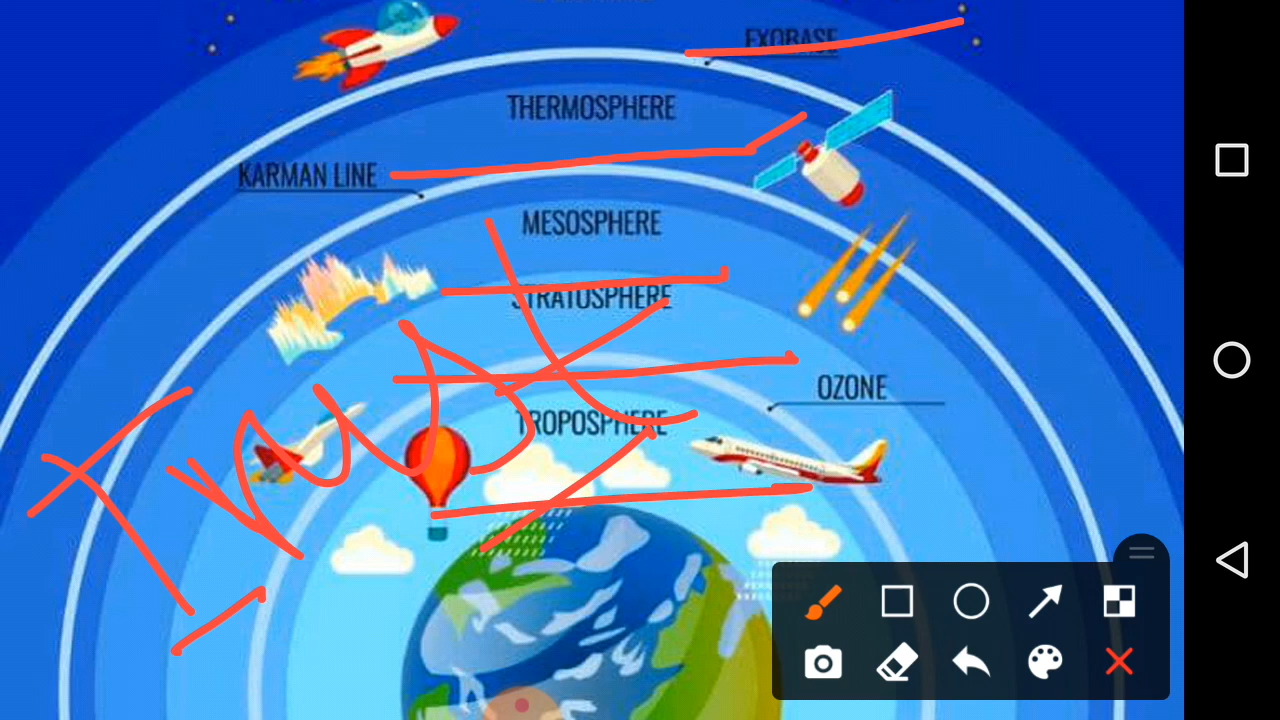 EXOBASE
THERMOSPHERE
KARMAN LINE
MESOSPHERE
STRATOSPHERE
OZONE
TROPOSPHERE